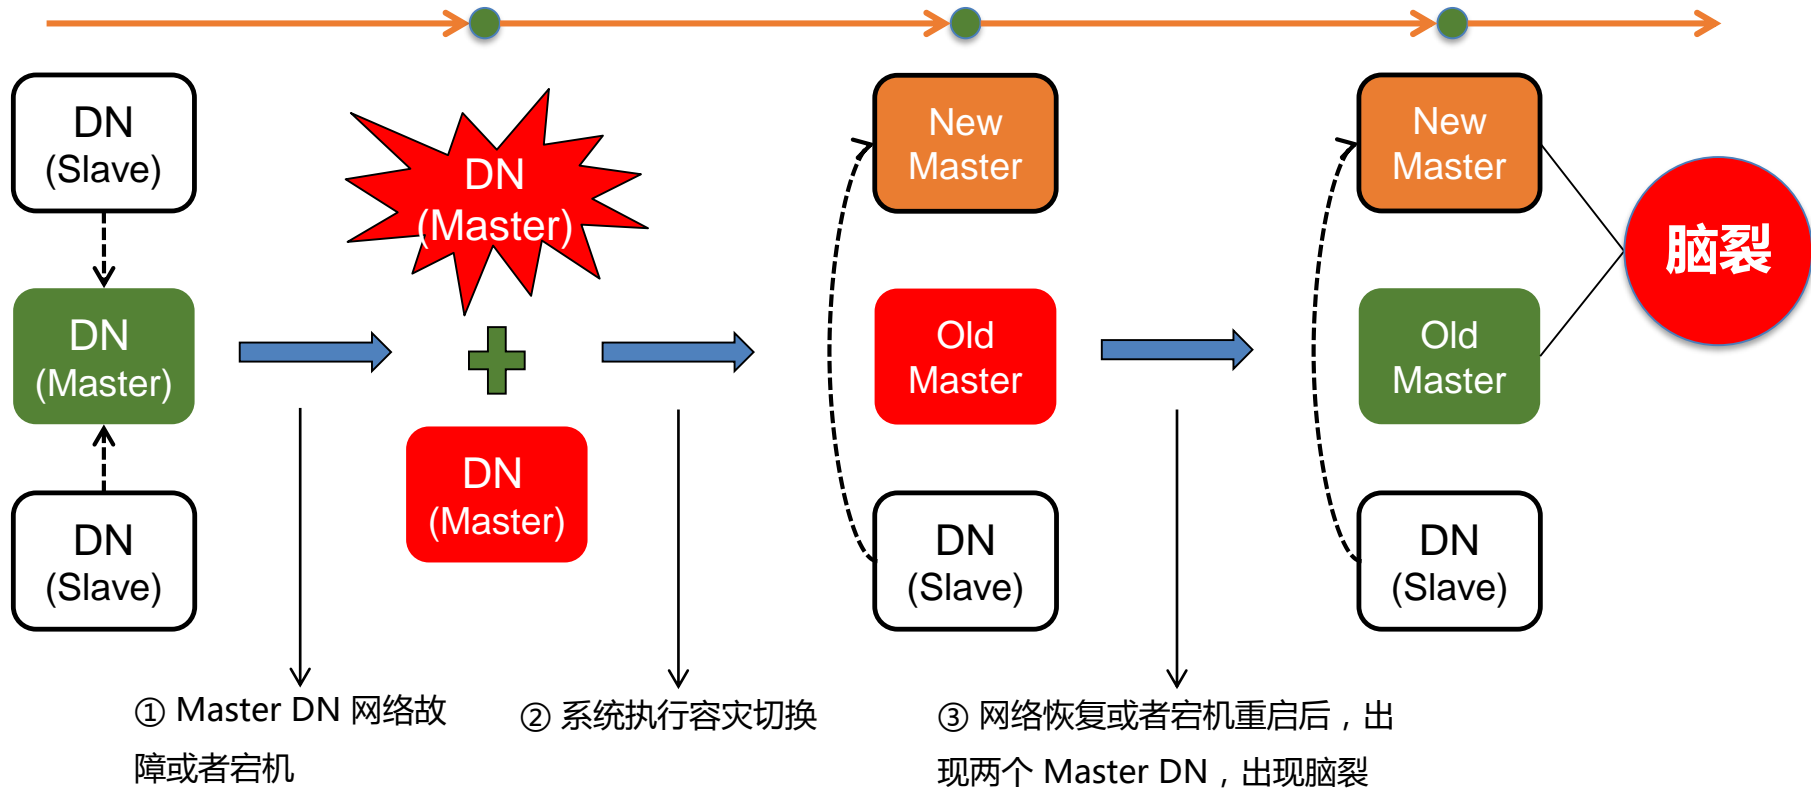 DN
(Slave)
DN
(Master)
DN
(Slave)
DN
(Master)
DN
(Master)
New
Master
Old
Master
DN
(Slave)
New
Master
Old
Master
DN
(Slave)
脑裂
① Master DN 网络故
障或者宕机
② 系统执行容灾切换
③ 网络恢复或者宕机重启后，出
现两个 Master DN，出现脑裂